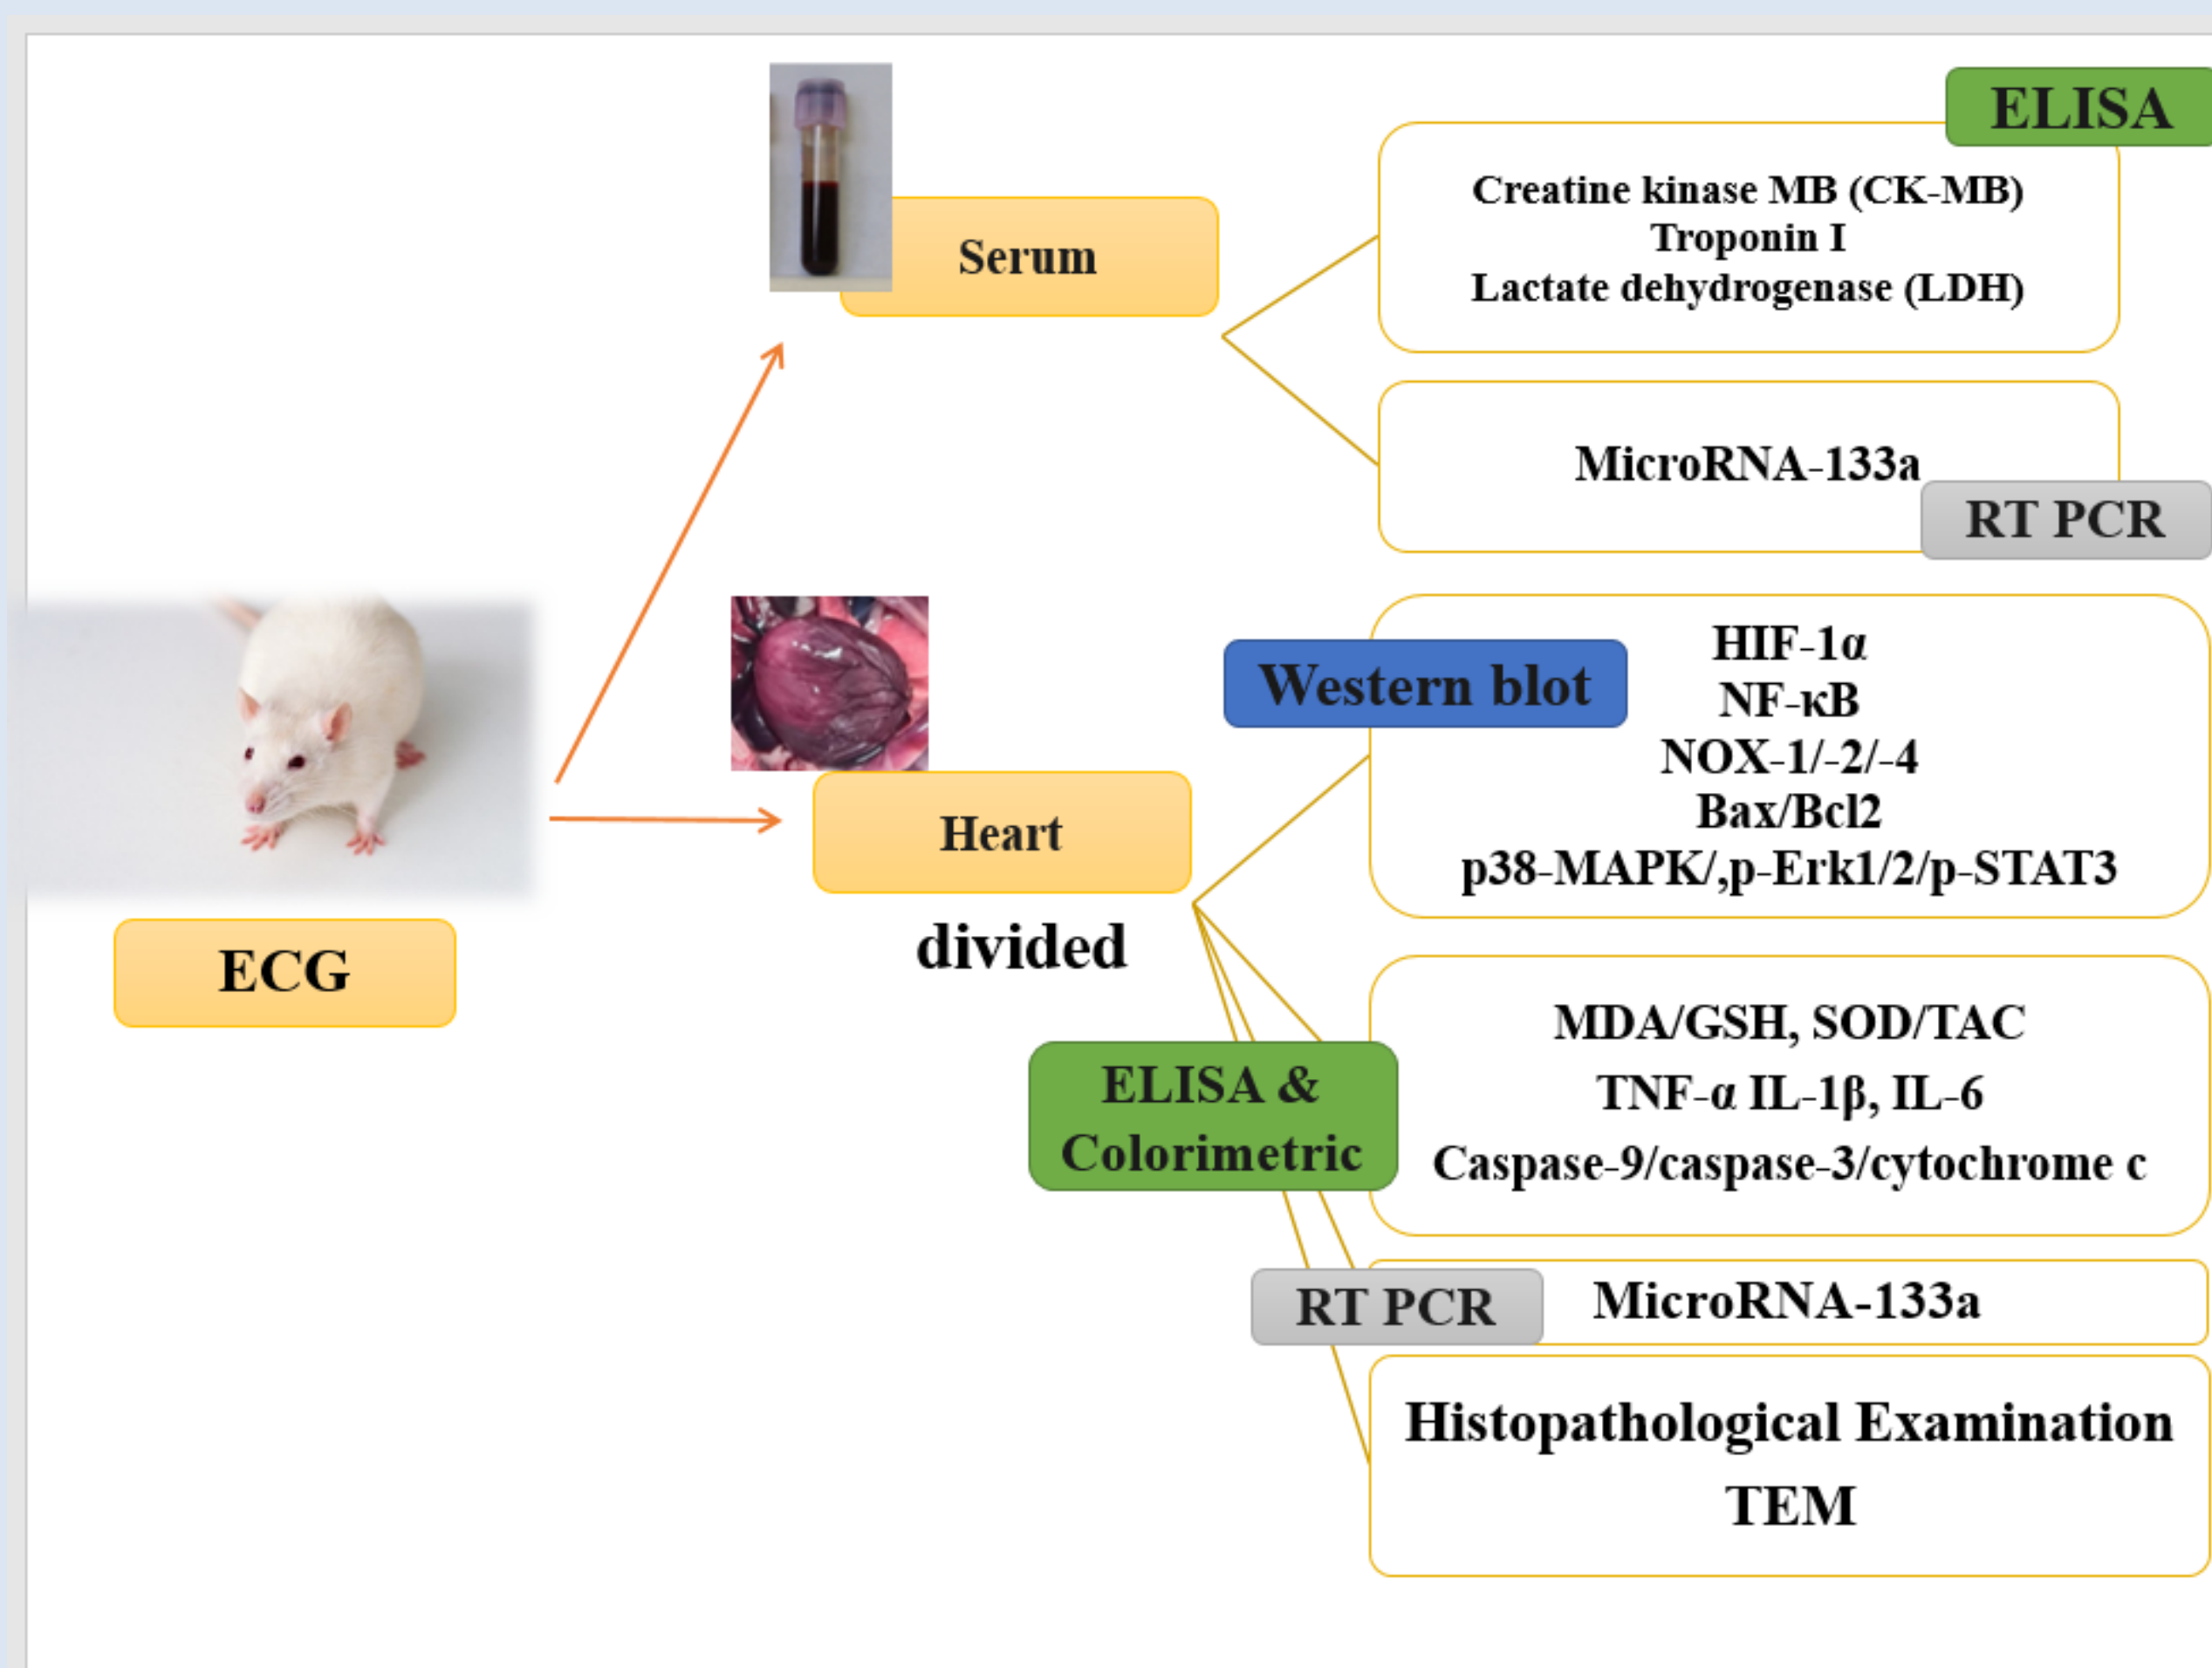 ELISA
Creatine kinase MB (CK-MB)
Troponin I
Lactate dehydrogenase (LDH)
Serum
MicroRNA-133a
RT PCR
HIF-1α
Western blot
NF-κB
NOX-1/-2/-4
Bax/Bcl2
p38-MAPK/,p-Erk1/2/p-STAT3
Heart
divided
ECG
MDA/GSH, SOD/TAC
TNF-α IL-1β, IL-6
Caspase-9/caspase-3/cytochrome c
ELISA &
Colorimetric
RT PCR
MicroRNA-133a
Histopathological Examination
TEM